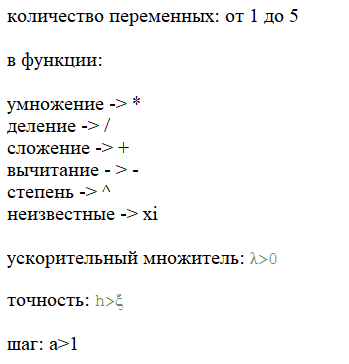 количество переменных: от 1 до 5
в функции:
умножение -> *
деление -> /
сложение -> +
вычитание - > -
степень -> ^
неизвестные -> xi
ускорительный множитель: λ>0
точность: h>ξ
шаг: a>1